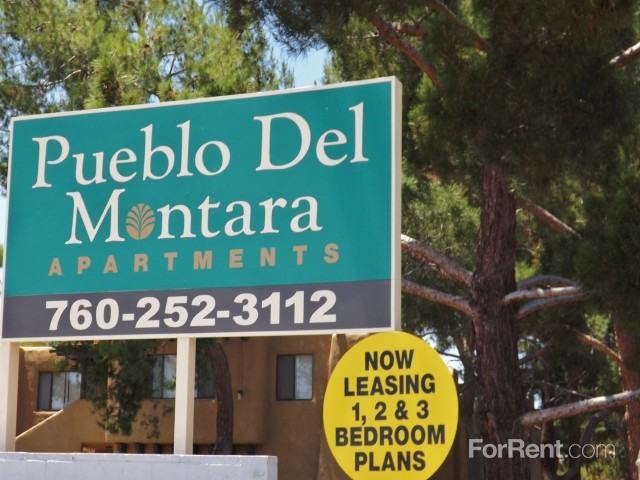 Pueblo Del
Montara
APARTMENTS
760-252-3112
NOW
LEASING
1, 2 & 3
BEDROOM
PLANS
ForRent.com